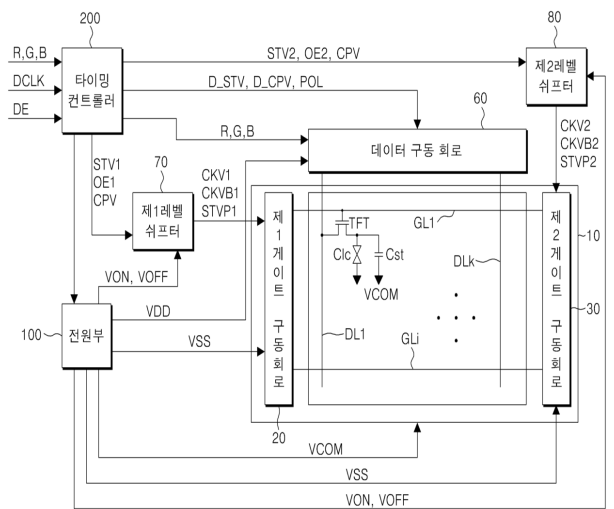 200
80
R,G,B
DCLK
DE
타이밍
컨트롤러
STV2, OE2, CPV
D_STV, D_CPV, POL
R,G,B
제2레벨
쉬프터
60
데이터 구동 회로
STV1
OE1
CPV
70
제1레벨
쉬프터
CKV1
CKVB1
STVP1
CKV2
CKVB2
STVP2
VON, VOFF
VDD
VSS
100
전원부
제1게이트 구동회로
20
TFT
Clc
Cst
VCOM
GL1
DLk
DL1
GLi
제2게이트 구동회로
10
30
VCOM
VSS
VON, VOFF